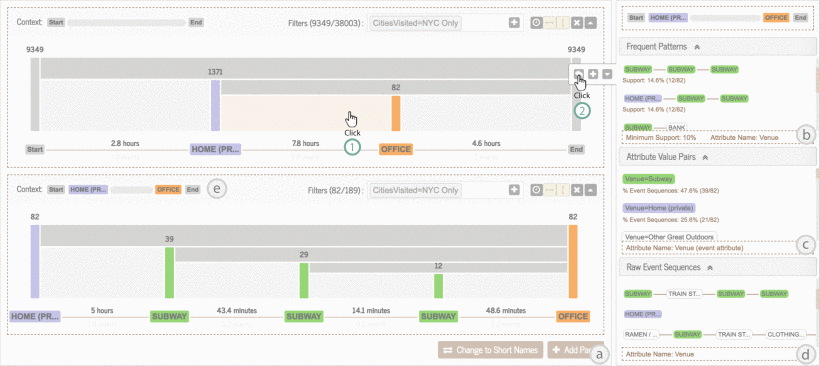 Context: Start End Filters (9349/38003) : CitiesVisited=NYC Only
9349 9349
1371
82
Click
2
Click
1
2.8 hours 7.8 hours 4.6 hours
Start HOME (PR... OFFICE End
Context: Start HOME (PR... OFFICE End e Filters (82/189) : CitiesVisited=NYC Only
82 82
39
29
12
5 hours 43.4 minutes 14.1 minutes 48.6 minutes
HOME (PR... SUBWAY SUBWAY SUBWAY OFFICE
Change to Short Names Add Pa
a
Start HOME (PR... OFFICE End
Frequent Patterns
SUBWAY SUBWAY SUBWAY
Support: 14.6% (12/82)
HOME (PR... SUBWAY SUBWAY
Support: 14.6% (12/82)
SUBWAY BANK
Minimum Support: 10% Attribute Name: Venue
b
Attribute Value Pairs
Venue=Subway
% Event Sequences: 47.6% (39/82)
Venue=Home (private)
% Event Sequences: 25.6% (21/82)
Venue=Other Great Outdoors
Attribute Name: Venue (event attribute)
c
Raw Event Sequences
SUBWAY TRAIN ST... SUBWAY SUBWAY
HOME (PR...
RAMEN / ... SUBWAY TRAIN ST... CLOTHING...
Attribute Name: Venue
d